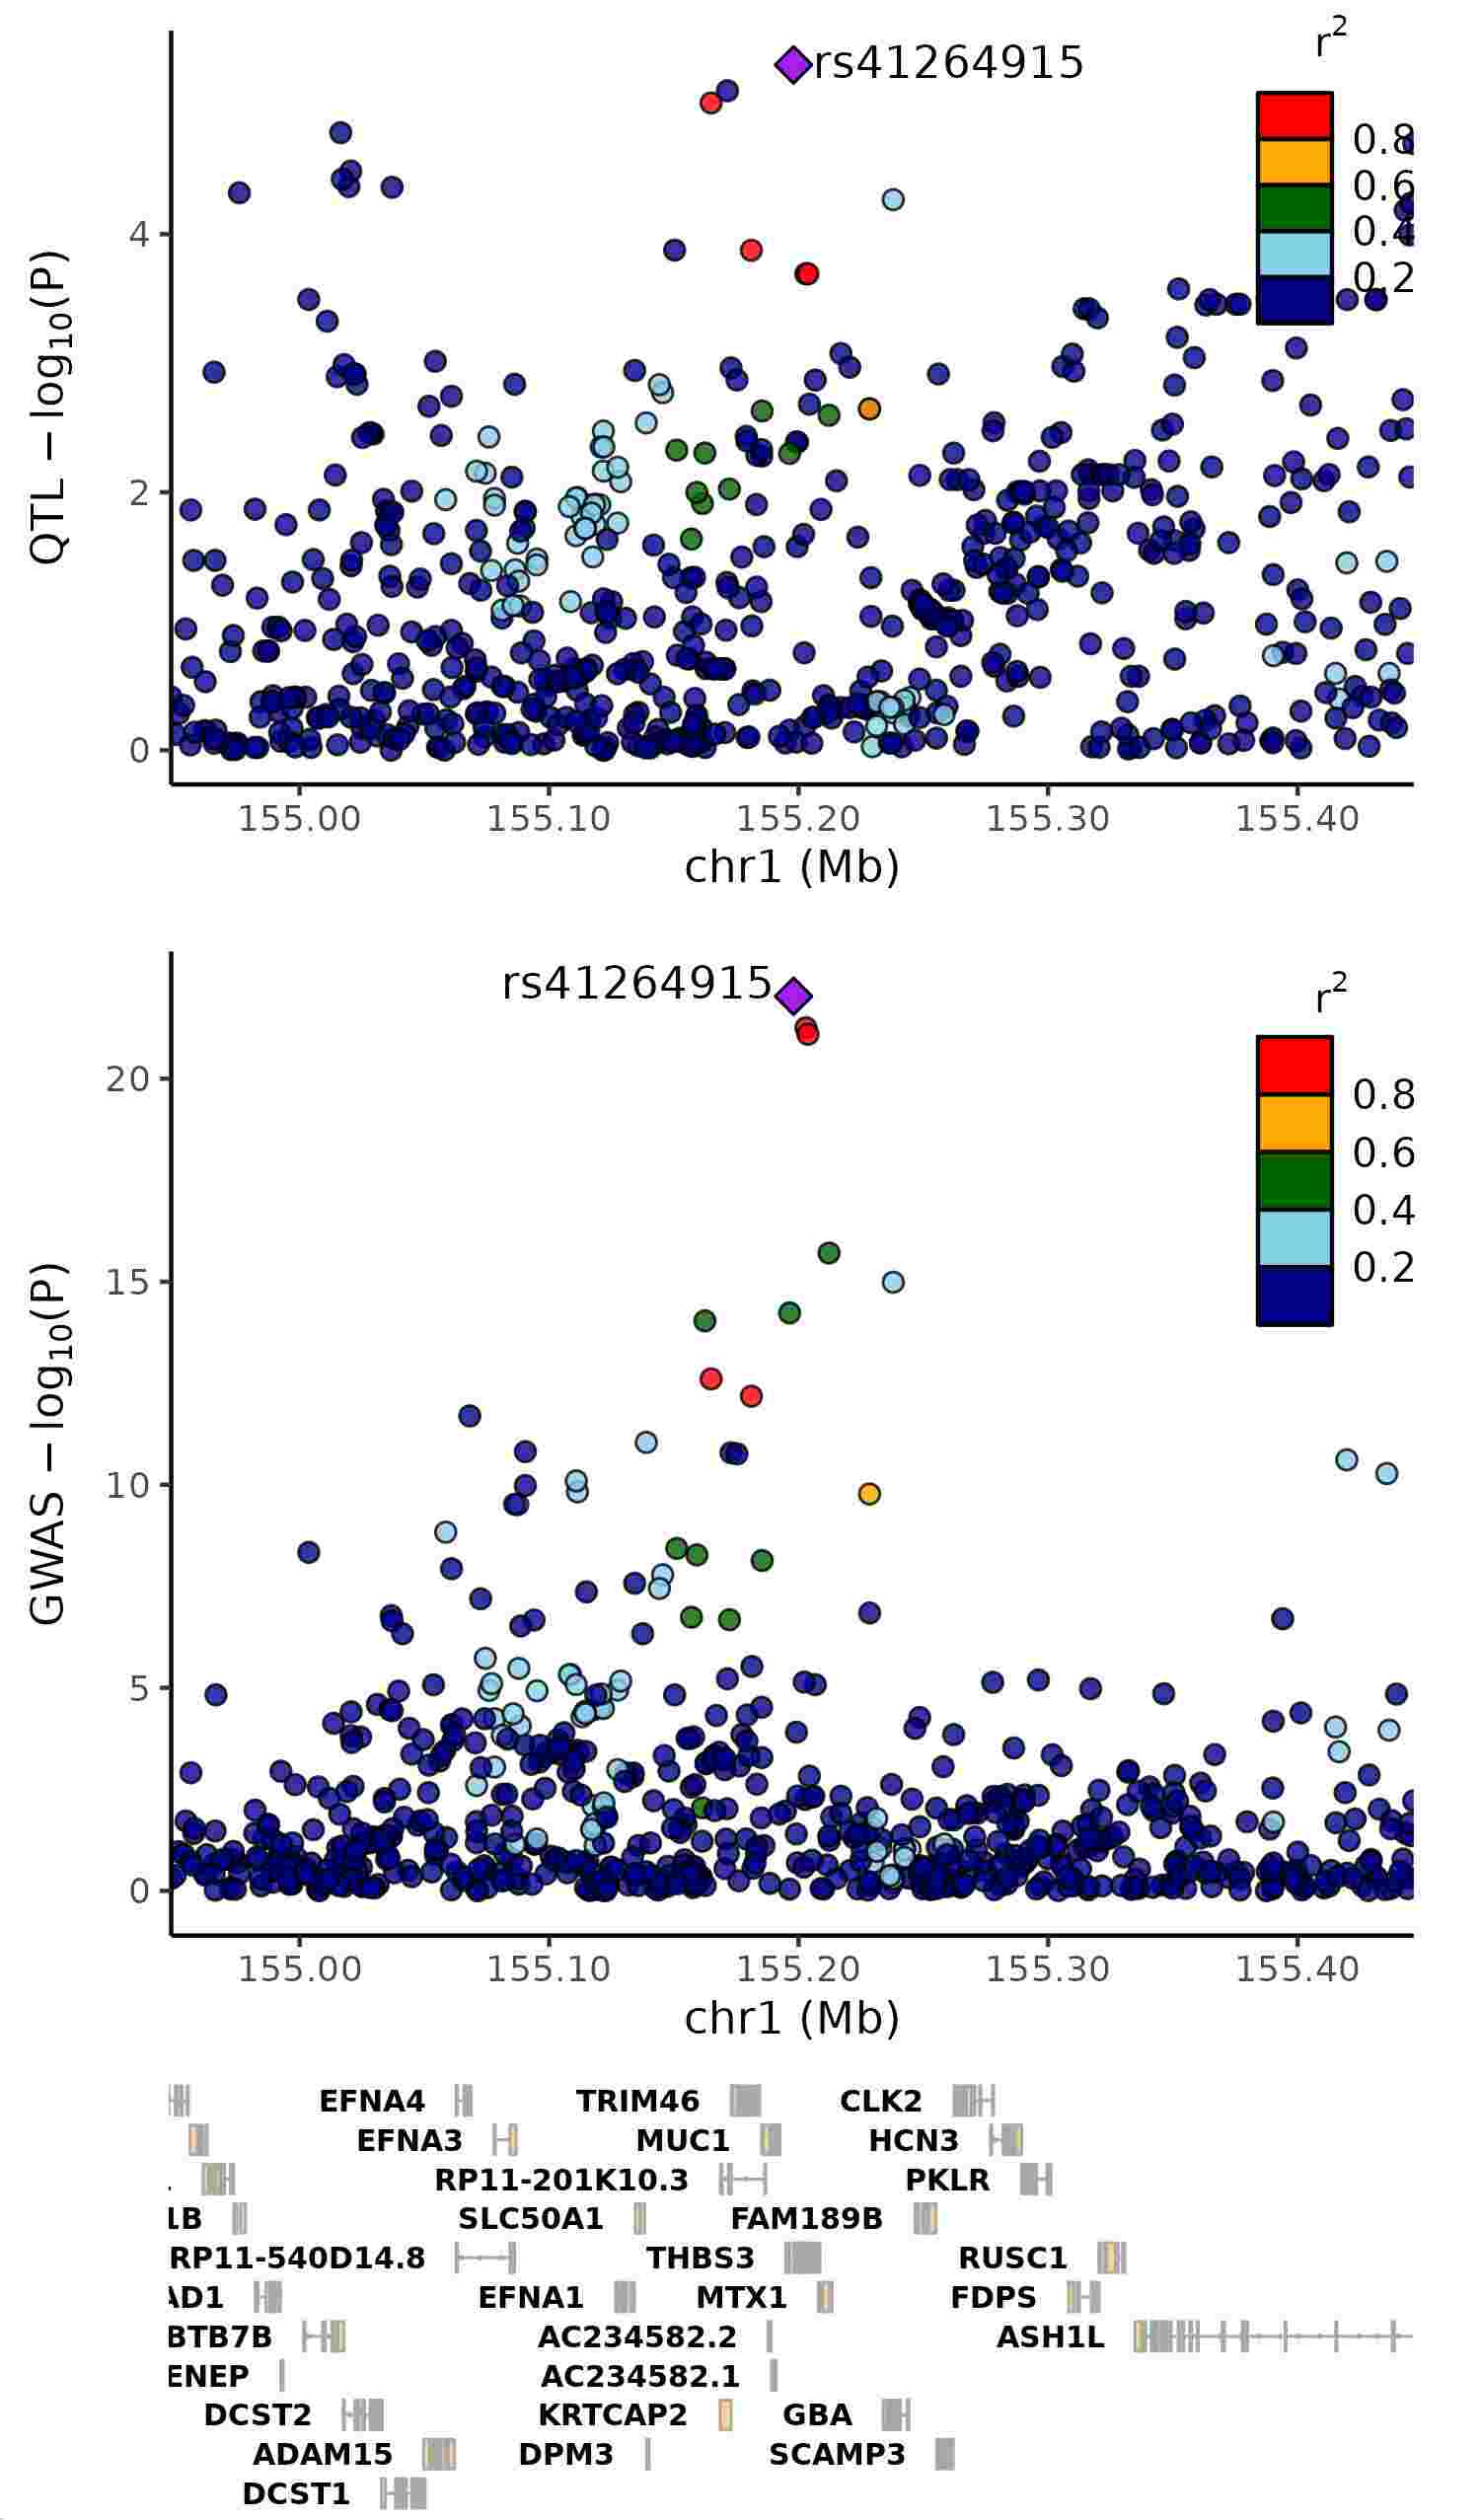 r²
rs41264915
0.8
0.6
0.4
0.2
QTL −log₁₀(P)
4
2
0
155.00 155.10 155.20 155.30 155.40
chr1 (Mb)
r²
rs41264915
0.8
0.6
0.4
0.2
GWAS −log₁₀(P)
20
15
10
5
0
155.00 155.10 155.20 155.30 155.40
chr1 (Mb)
EFNA4 TRIM46 CLK2
EFNA3 MUC1 HCN3
RP11-201K10.3 PKLR
LB SLC50A1 FAM189B
RP11-540D14.8 THBS3 RUSC1
AD1 EFNA1 MTX1 FDPS
BTB7B AC234582.2 ASH1L
ENEP AC234582.1
DCST2 KRTCAP2 GBA
ADAM15 DPM3 SCAMP3
DCST1